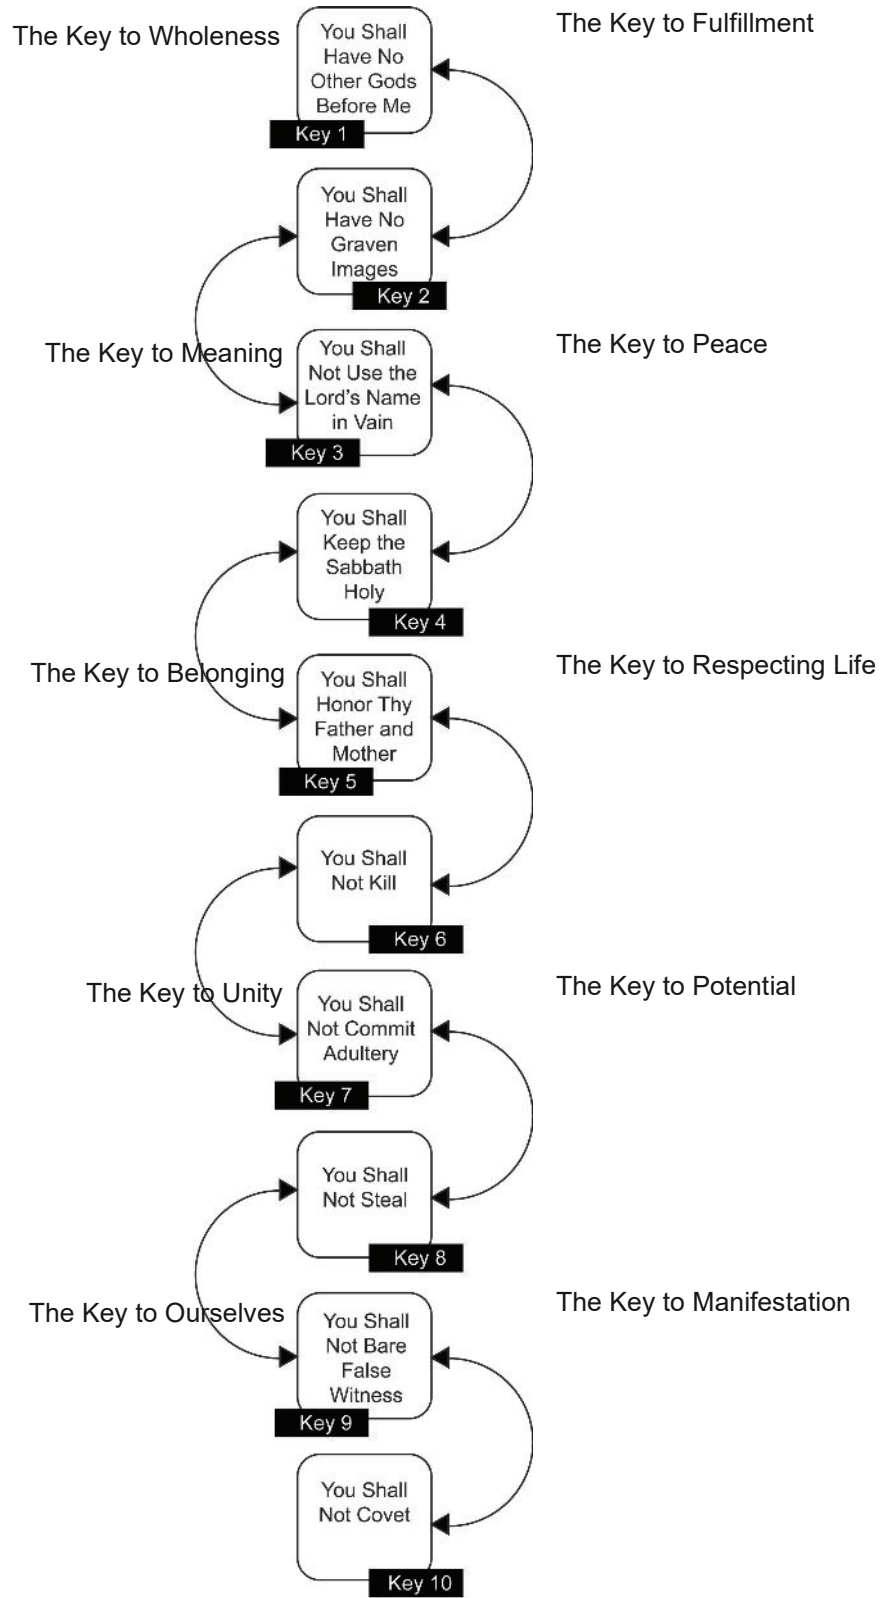 The Key to Wholeness
You Shall
Have No
Other Gods
Before Me
Key 1
The Key to Fulfillment
You Shall
Have No
Graven
Images
Key 2
The Key to Meaning
You Shall
Not Use the
Lord's Name
in Vain
Key 3
The Key to Peace
You Shall
Keep the
Sabbath
Holy
Key 4
The Key to Belonging
You Shall
Honor Thy
Father and
Mother
Key 5
The Key to Respecting Life
You Shall
Not Kill
Key 6
The Key to Unity
You Shall
Not Commit
Adultery
Key 7
The Key to Potential
You Shall
Not Steal
Key 8
The Key to Ourselves
You Shall
Not Bare
False
Witness
Key 9
The Key to Manifestation
You Shall
Not Covet
Key 10